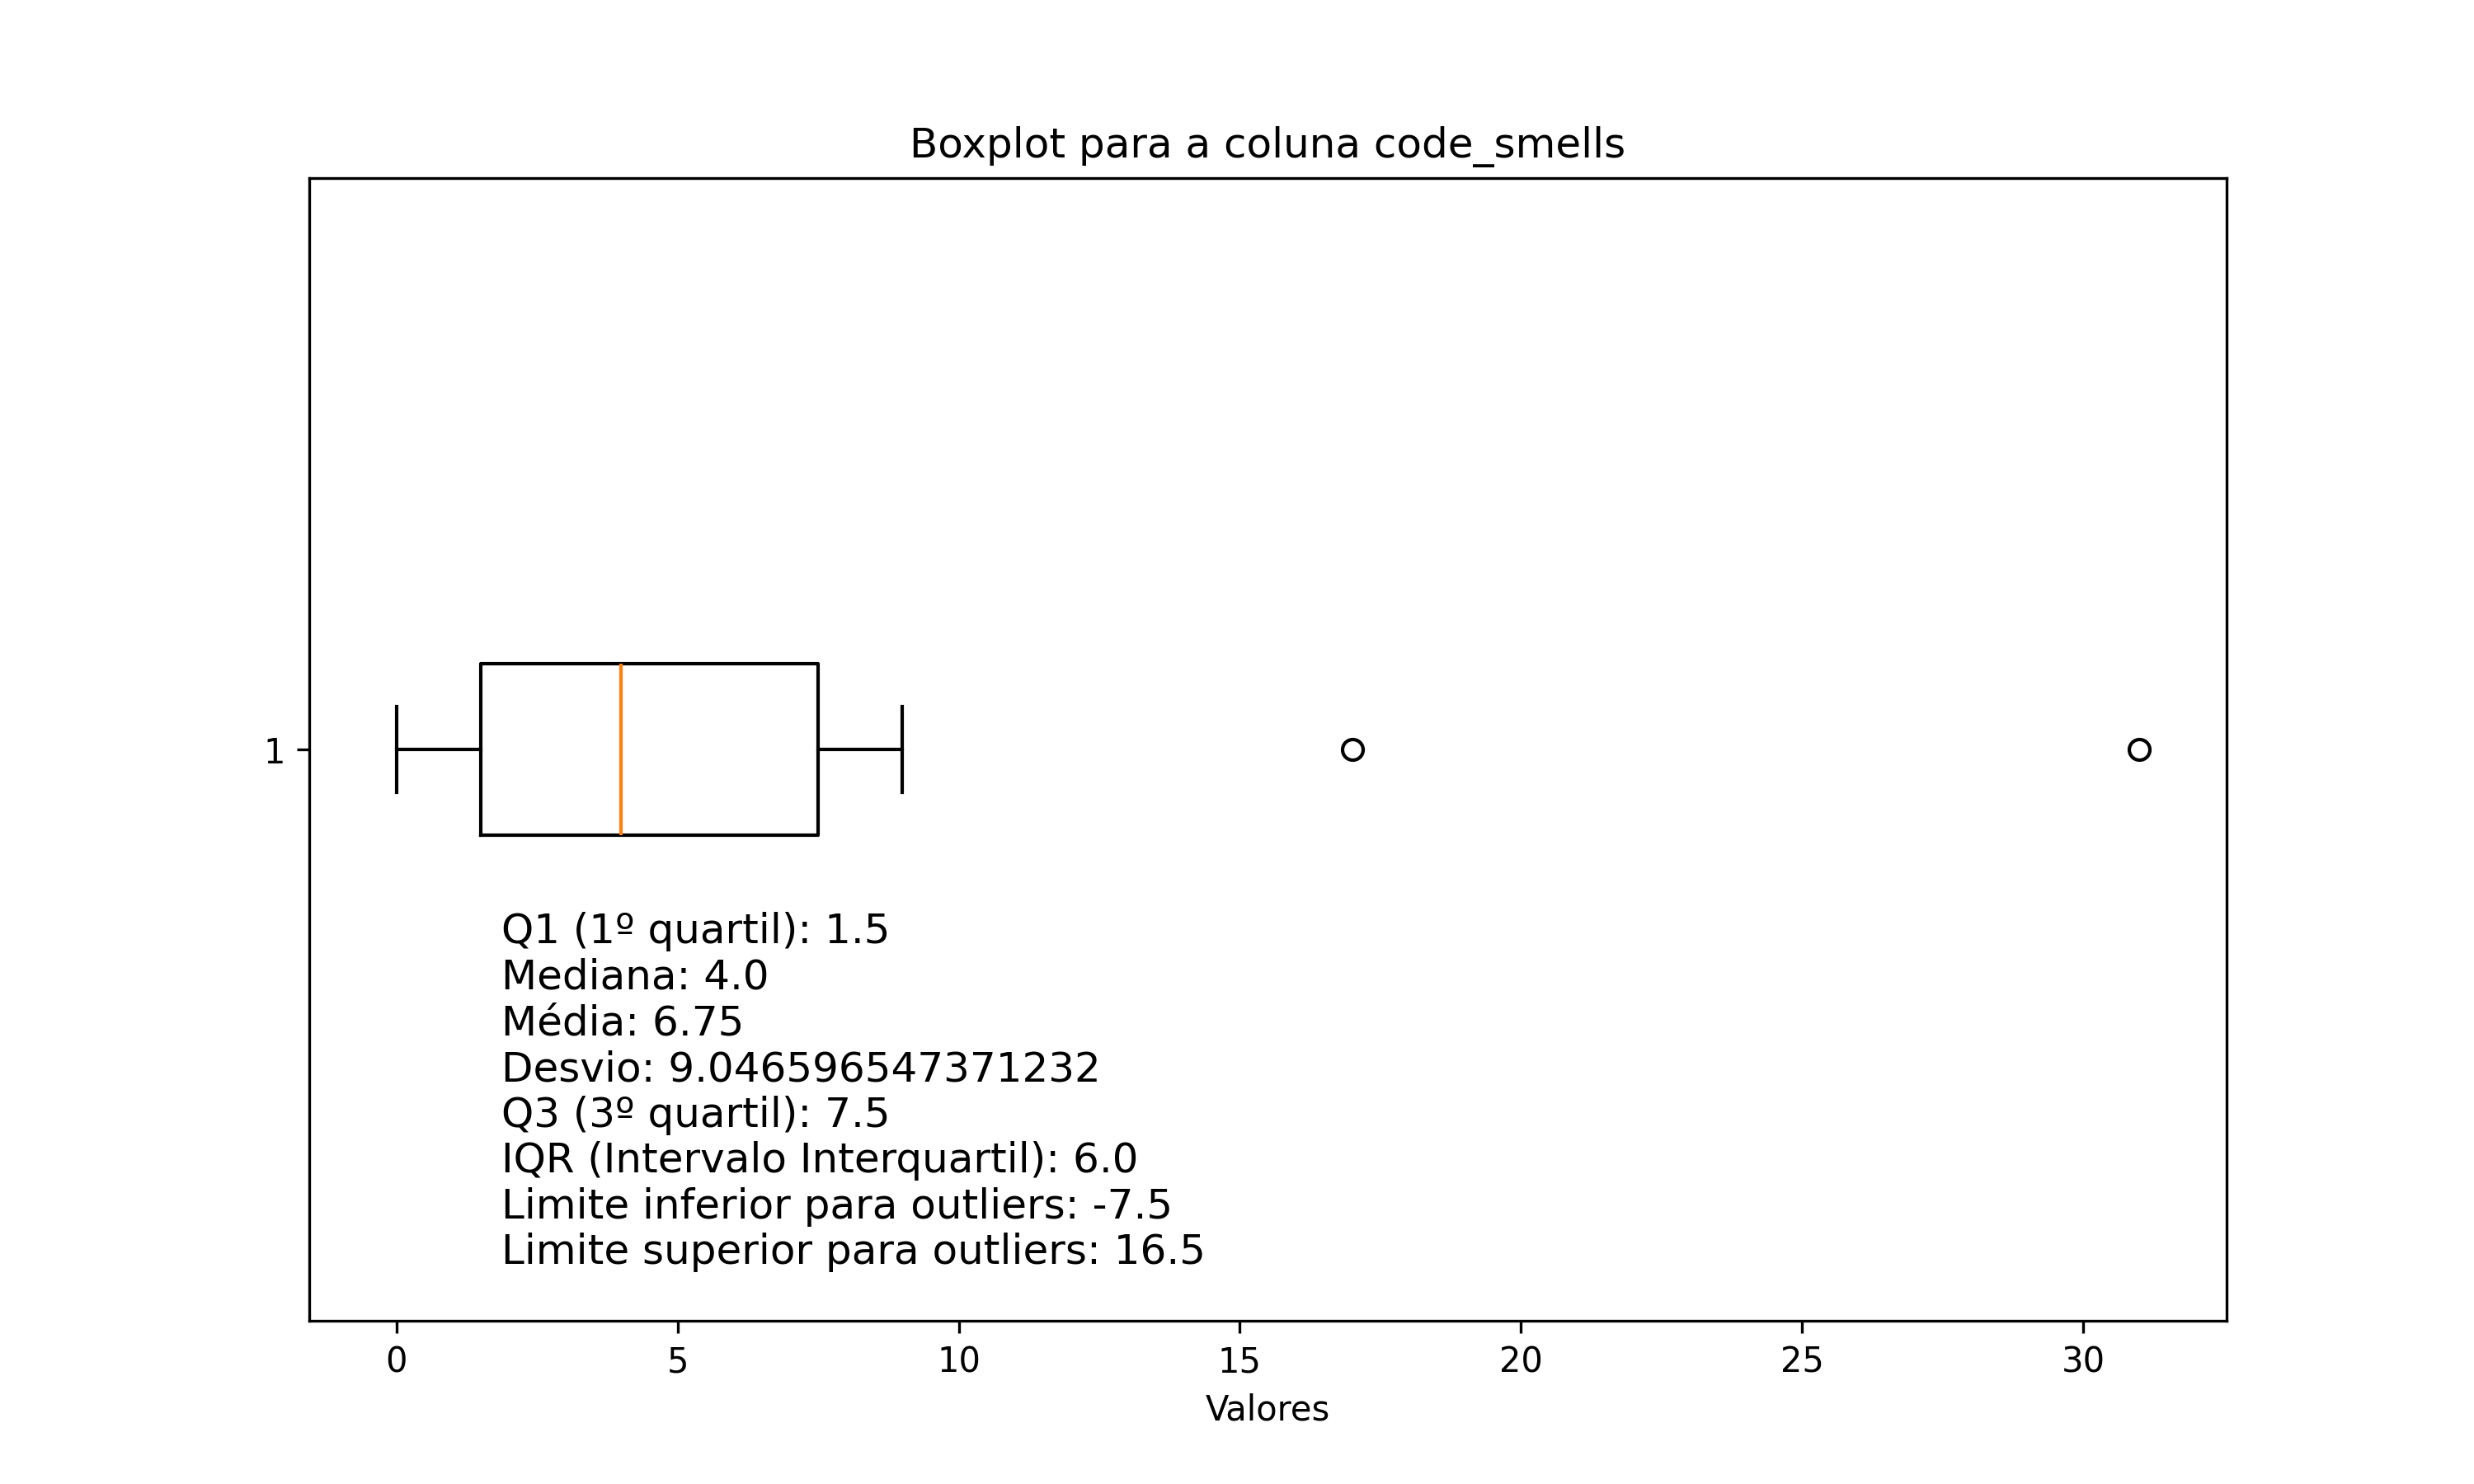 Boxplot para a coluna code_smells
1
Q1 (1º quartil): 1.5
Mediana: 4.0
Média: 6.75
Desvio: 9.046596547371232
Q3 (3º quartil): 7.5
IQR (Intervalo Interquartil): 6.0
Limite inferior para outliers: -7.5
Limite superior para outliers: 16.5
0 5 10 15 20 25 30
Valores